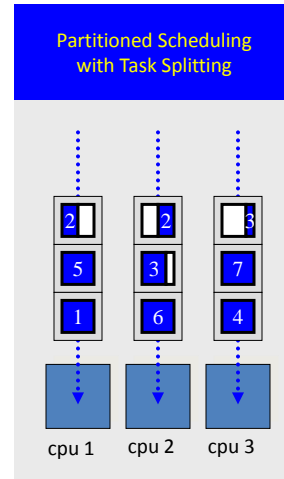 Partitioned Scheduling
with Task Splitting
2 2 3
5 3 7
1 6 4
cpu 1 cpu 2 cpu 3